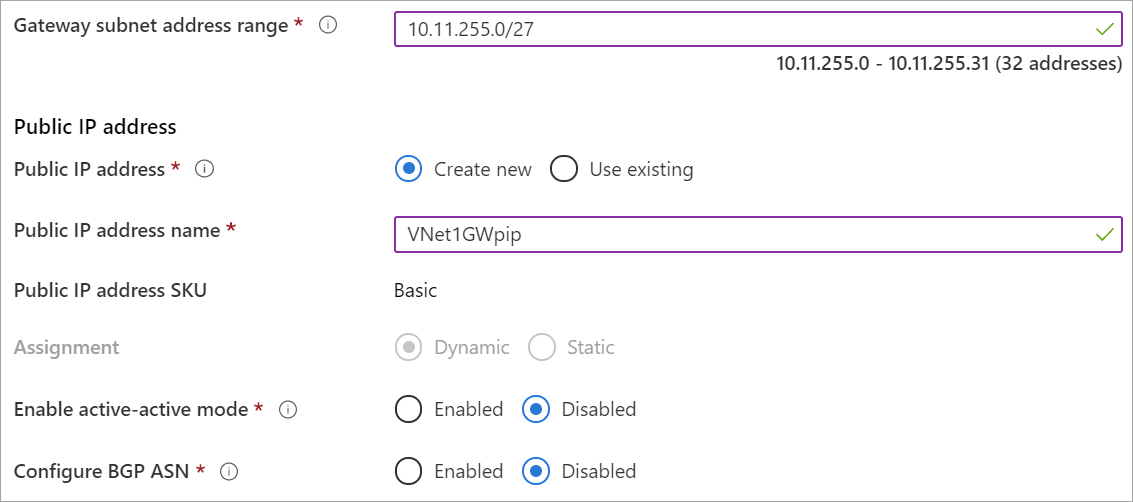 Gateway subnet address range * 10.11.255.0/27
10.11.255.0 - 10.11.255.31 (32 addresses)
Public IP address
Public IP address * Create new Use existing
Public IP address name * VNet1GWpip
Public IP address SKU Basic
Assignment Dynamic Static
Enable active-active mode * Enabled Disabled
Configure BGP ASN * Enabled Disabled